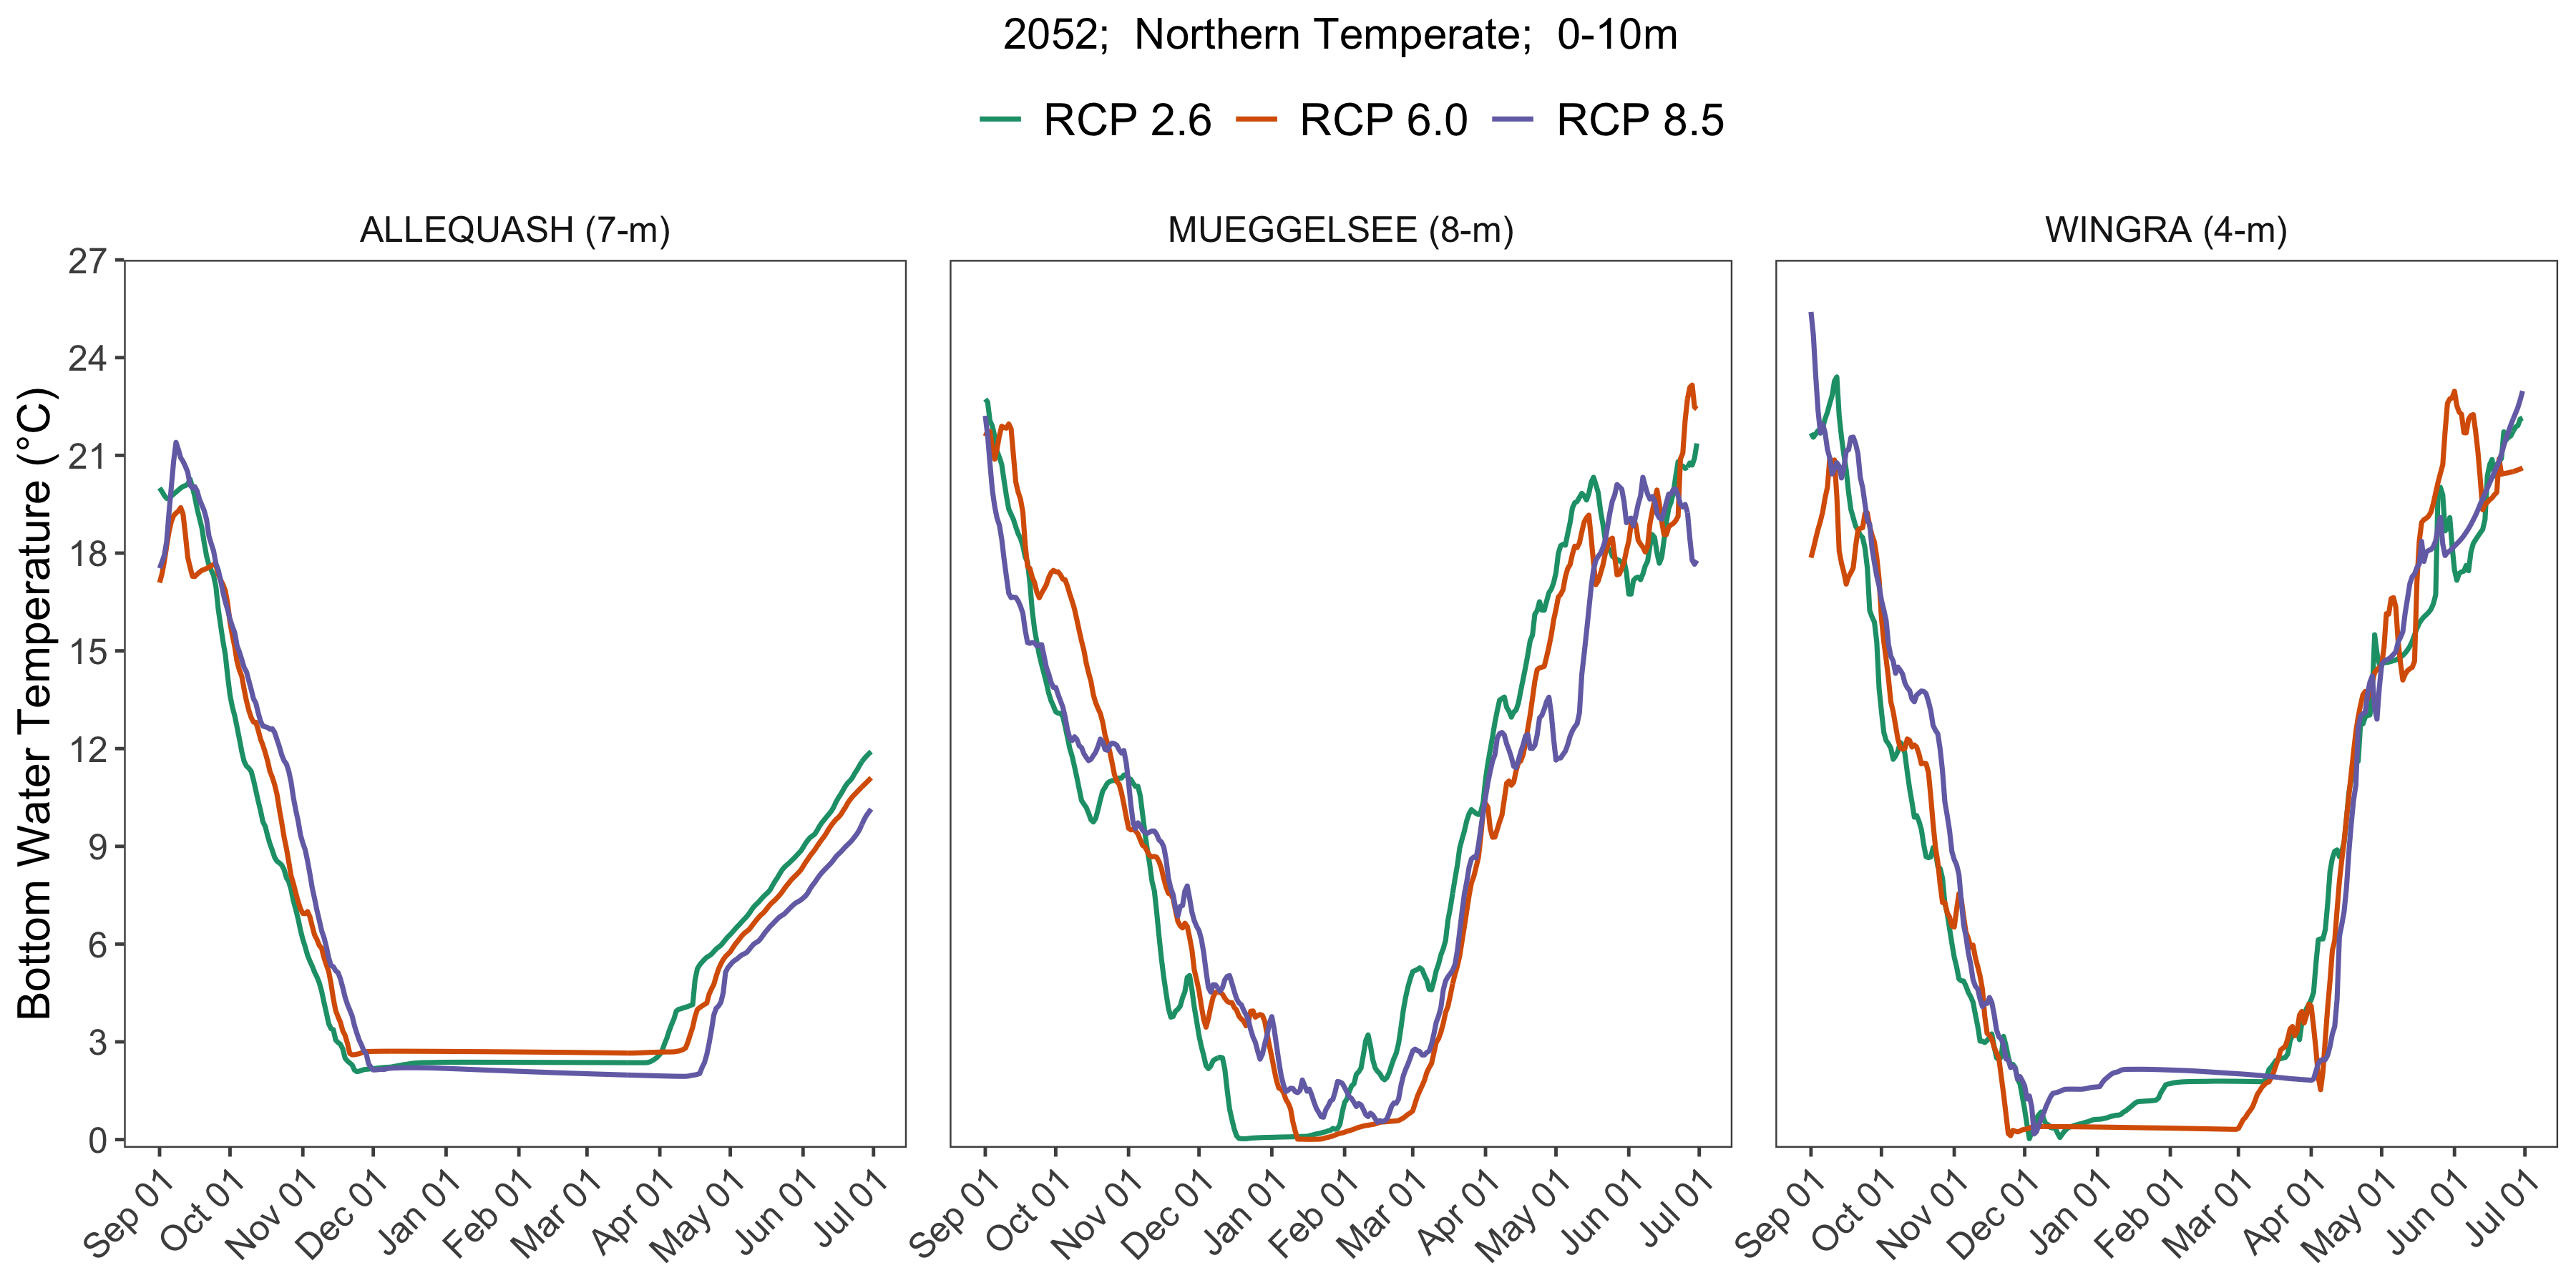 2052;  Northern Temperate;  0-10m
RCP 2.6 RCP 6.0 RCP 8.5
ALLEQUASH (7-m) MUEGGELSEE (8-m) WINGRA (4-m)
Bottom Water Temperature (°C)
27
24
21
18
15
12
9
6
3
0
Sep 01 Oct 01 Nov 01 Dec 01 Jan 01 Feb 01 Mar 01 Apr 01 May 01 Jun 01 Jul 01
Sep 01 Oct 01 Nov 01 Dec 01 Jan 01 Feb 01 Mar 01 Apr 01 May 01 Jun 01 Jul 01
Sep 01 Oct 01 Nov 01 Dec 01 Jan 01 Feb 01 Mar 01 Apr 01 May 01 Jun 01 Jul 01